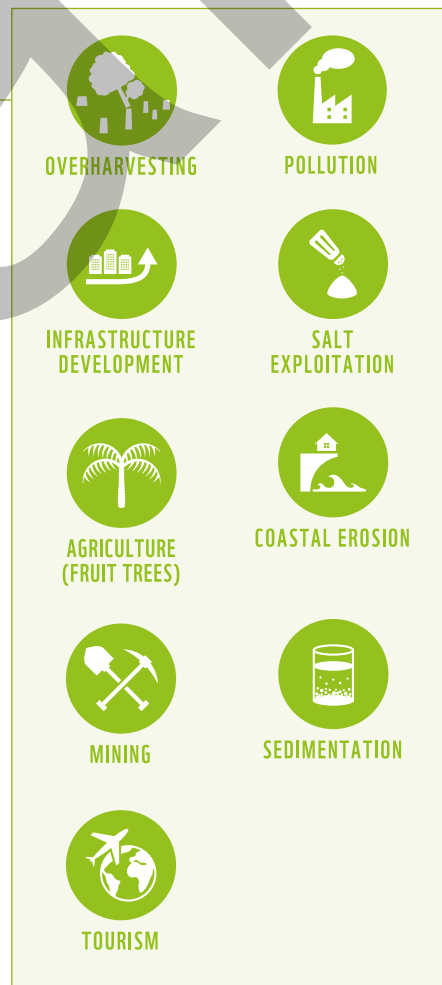 OVERHARVESTING
POLLUTION
INFRASTRUCTURE
DEVELOPMENT
SALT
EXPLOITATION
AGRICULTURE
(FRUIT TREES)
COASTAL EROSION
MINING
SEDIMENTATION
TOURISM